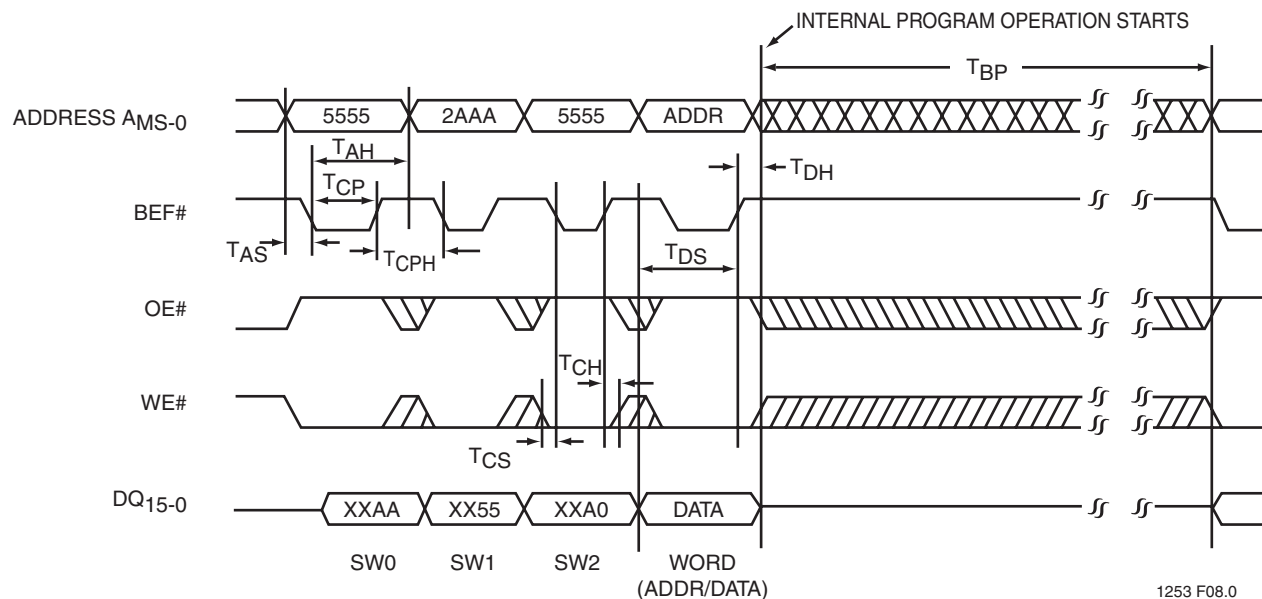 INTERNAL PROGRAM OPERATION STARTS
TBP
ADDRESS AMS-0
5555
2AAA
5555
ADDR
TAH
TDH
TCP
BEF#
TAS
TCPH
TDS
OE#
TCH
WE#
TCS
DQ15-0
XXAA
XX55
XXA0
DATA
SW0
SW1
SW2
WORD
(ADDR/DATA)
1253 F08.0